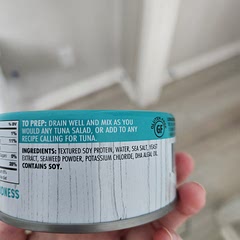 TO PREP: DRAIN WELL AND MIX AS YOU
WOULD ANY TUNA SALAD, OR ADD TO ANY
RECIPE CALLING FOR TUNA.
INGREDIENTS: TEXTURED SOY PROTEIN, WATER, SEA SALT, YEAST
EXTRACT, SEAWEED POWDER, POTASSIUM CHLORIDE, DHA ALGAL OIL.
CONTAINS SOY.